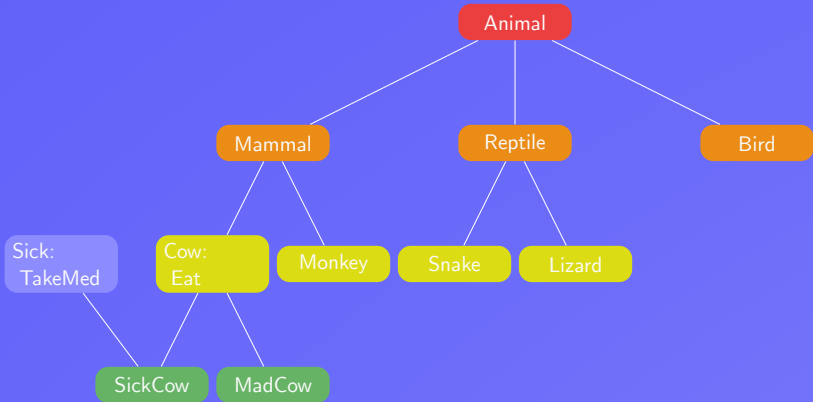 Animal
Mammal
Reptile
Bird
Sick:
TakeMed
Cow:
Eat
Monkey
Snake
Lizard
SickCow
MadCow